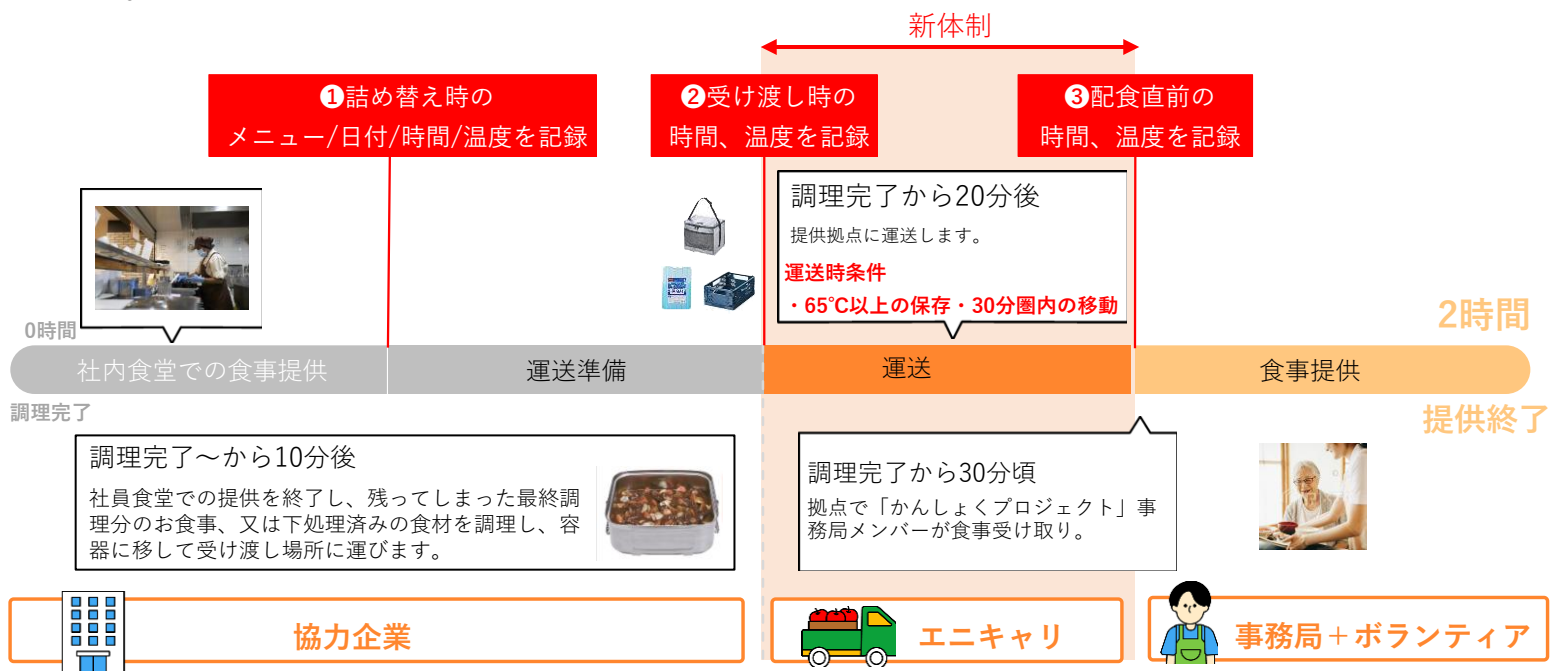 新体制
❶詰め替え時の
メニュー/日付/時間/温度を記録
❷受け渡し時の
時間、温度を記録
❸配食直前の
時間、温度を記録
調理完了から20分後
提供拠点に運送します。
運送時条件
・65℃以上の保存・30分圏内の移動
0時間
2時間
社内食堂での食事提供
運送準備
運送
食事提供
調理完了
提供終了
調理完了〜から10分後
社員食堂での提供を終了し、残ってしまった最終調
理分のお食事、又は下処理済みの食材を調理し、容
器に移して受け渡し場所に運びます。
調理完了から30分頃
拠点で「かんしょくプロジェクト」事
務局メンバーが食事受け取り。
協力企業
エニキャリ
事務局＋ボランティア